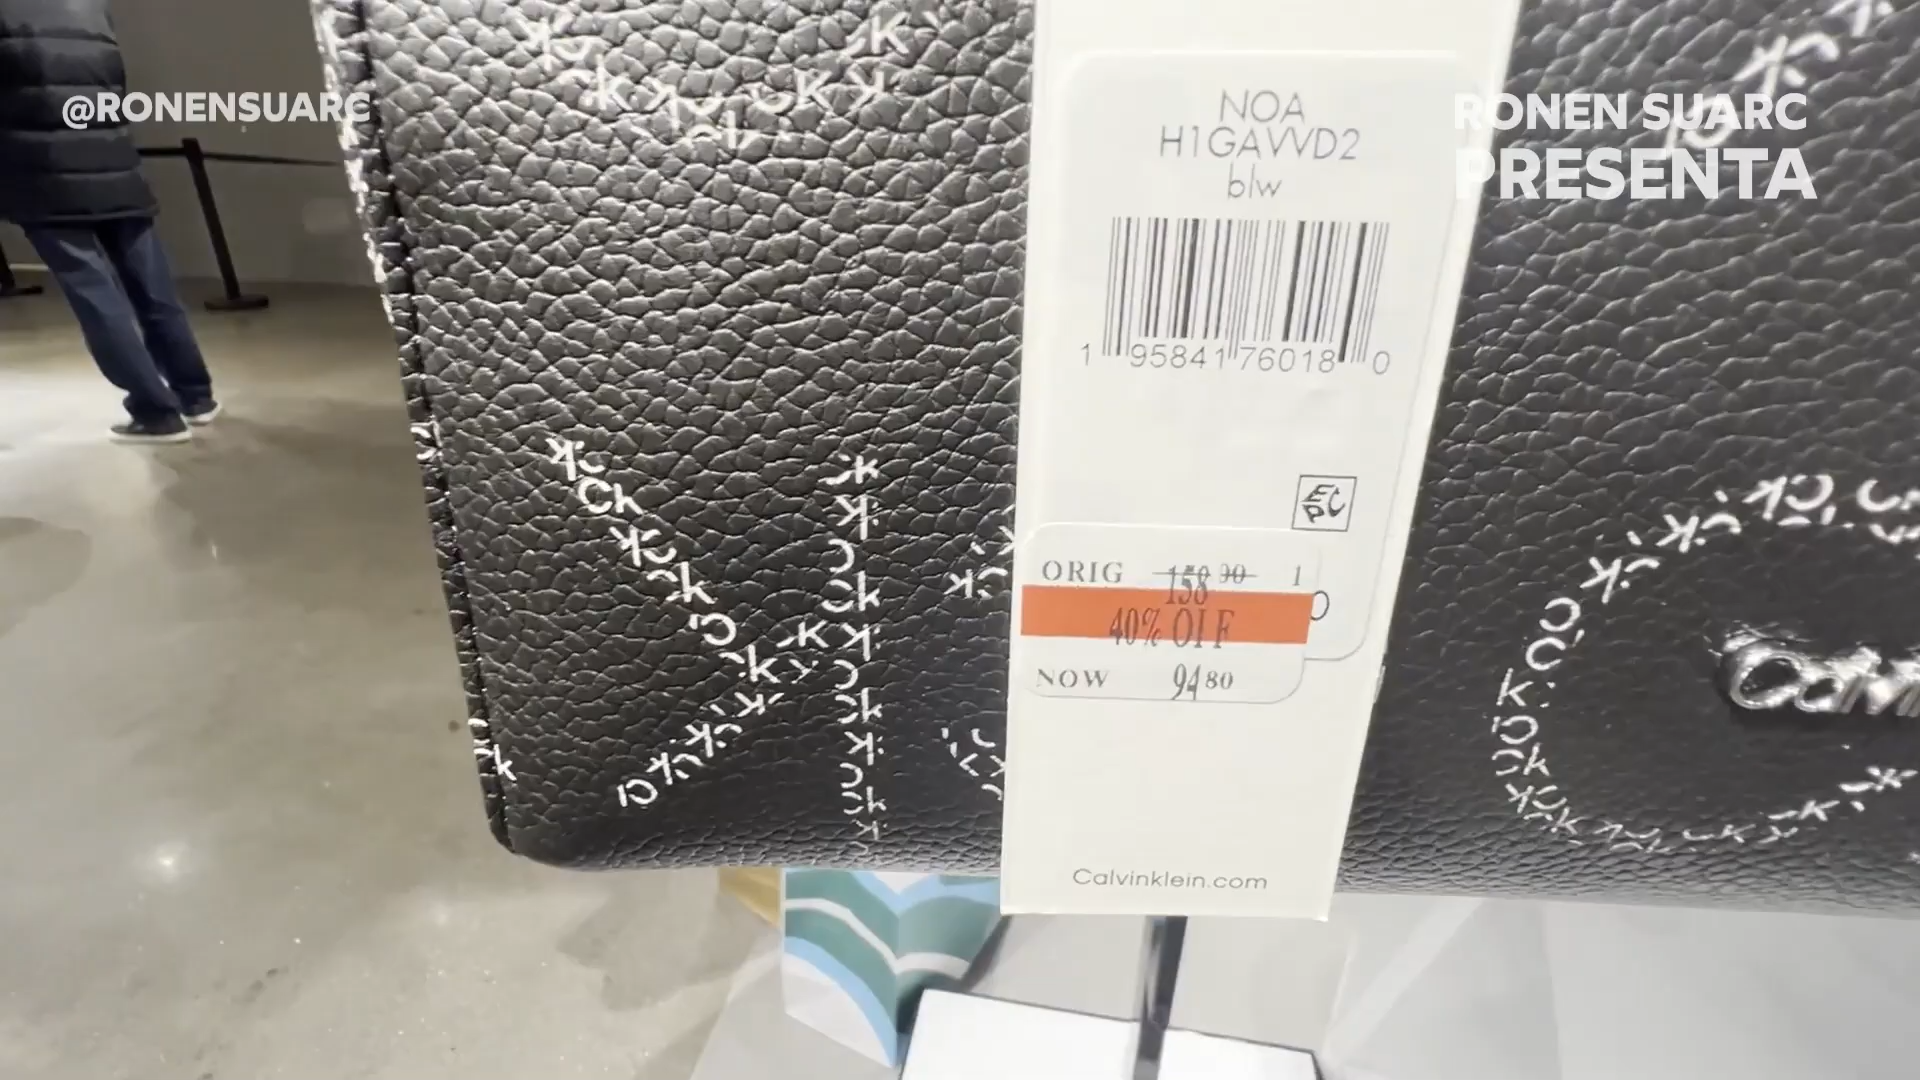 @RONENSUARC
RONEN SUARC
PRESENTA
NOA
H1GAWD2
blw
1 95841 76018 0
ORIG 158 00 1
40% OFF
NOW 94 80
Calvinklein.com